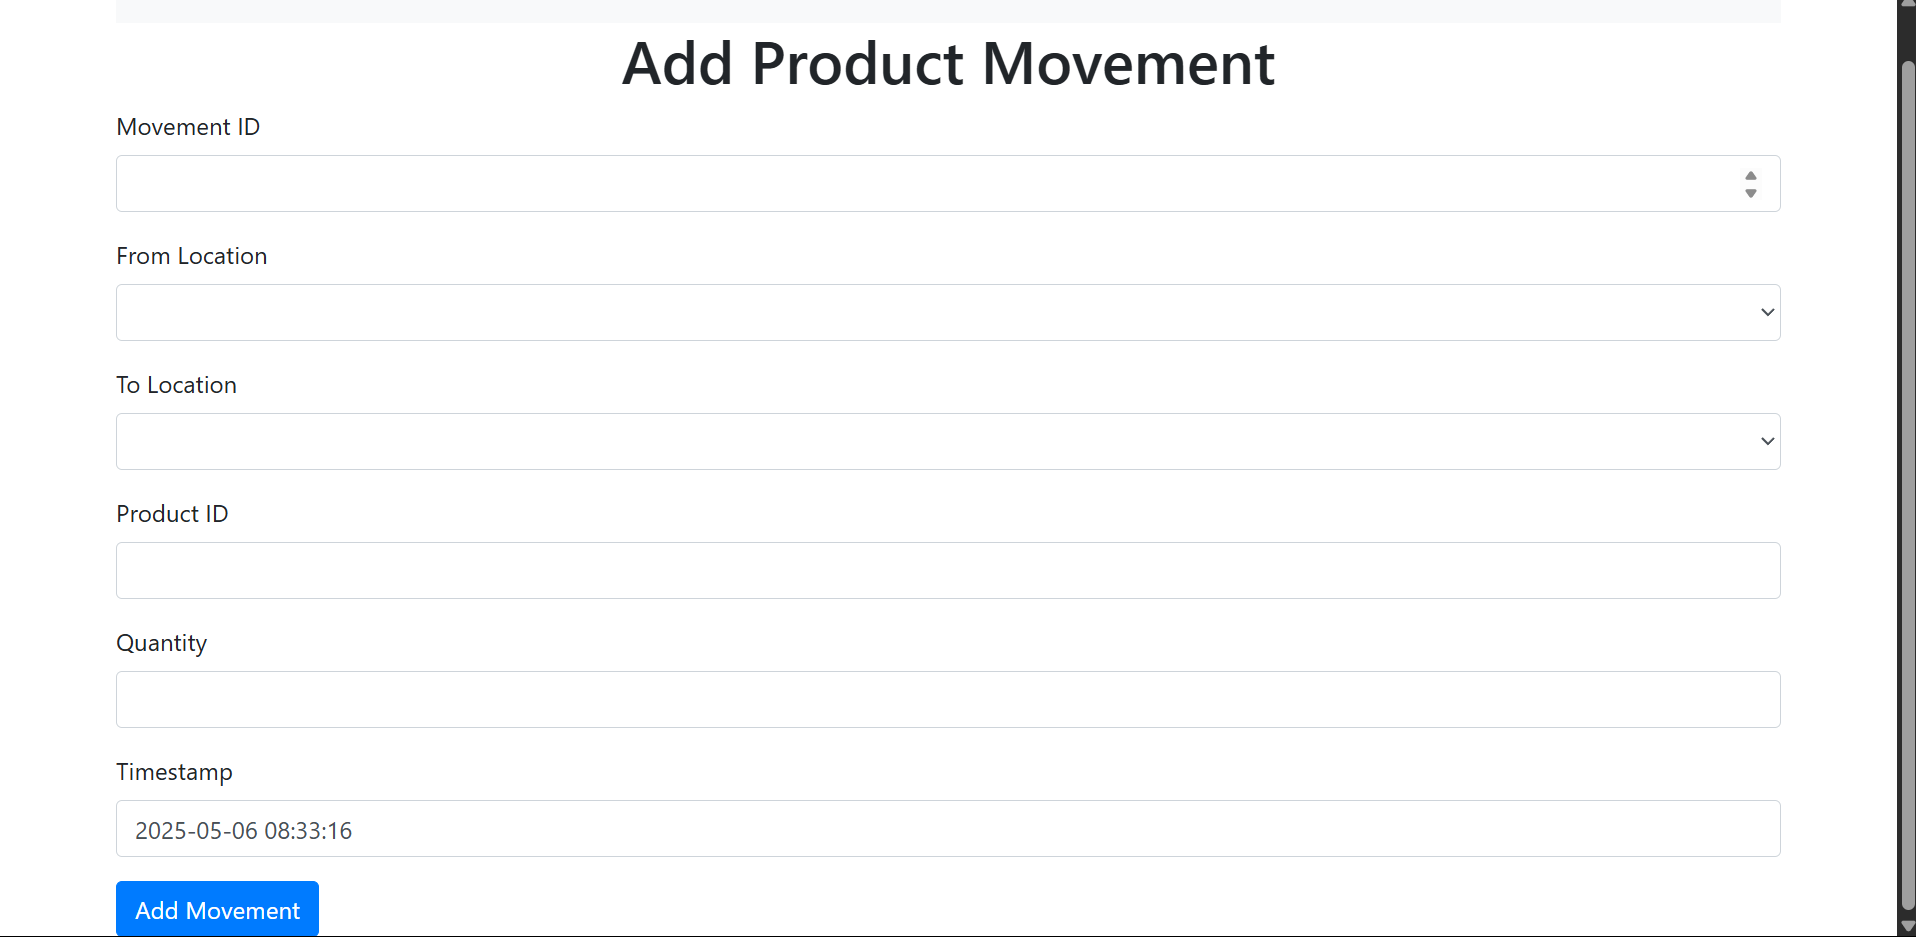 Add Product Movement
Movement ID
From Location
To Location
Product ID
Quantity
Timestamp
2025-05-06 08:33:16
Add Movement